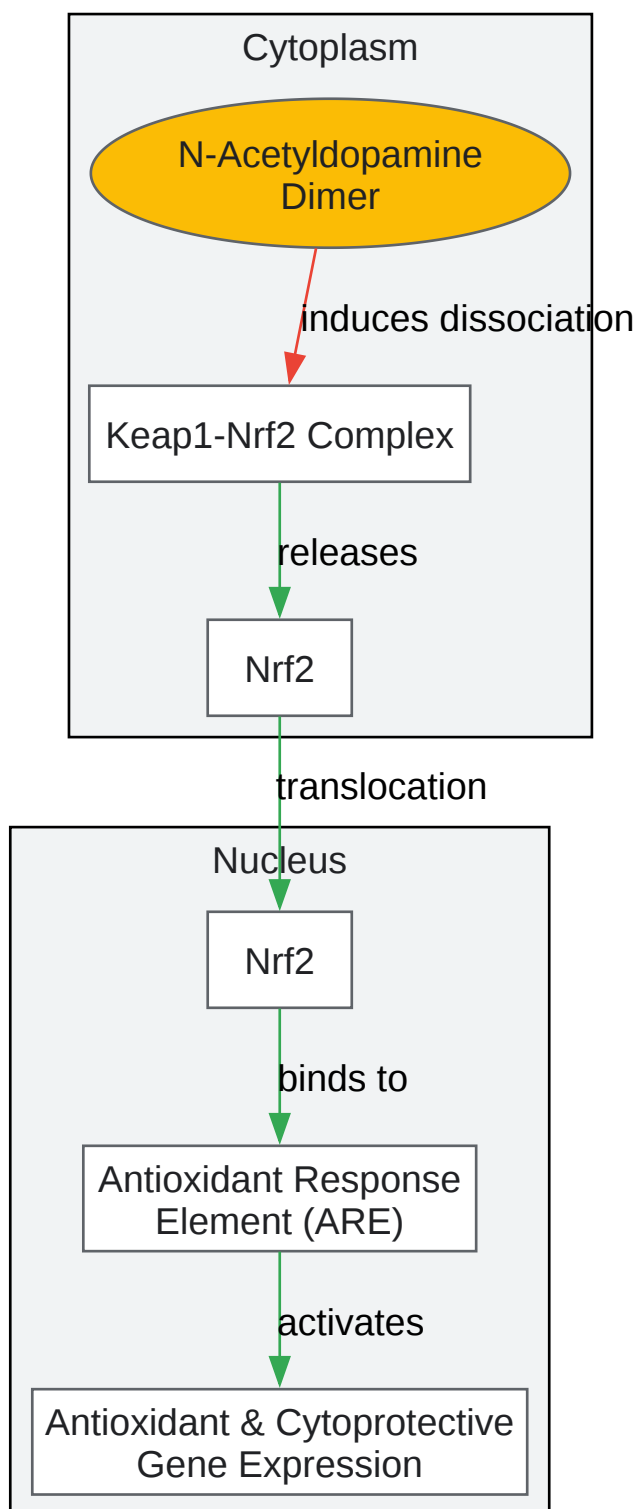 Cytoplasm
N-Acetyldopamine
Dimer
induces dissociation
Keap1-Nrf2 Complex
releases
Nrf2
translocation
Nucleus
Nrf2
binds to
Antioxidant Response
Element (ARE)
activates
Antioxidant & Cytoprotective
Gene Expression